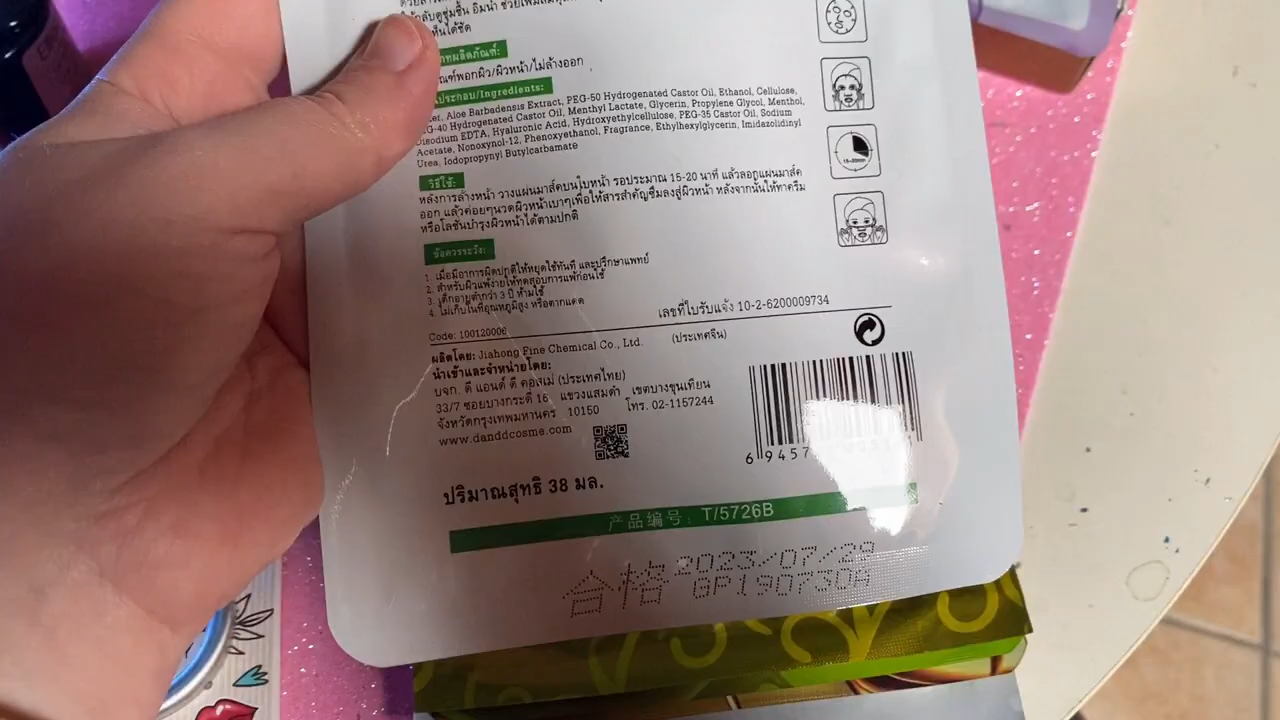 ให้กลับดูชุ่มชื้น อิ่มน้ำ
ห็นได้ชัด
ทผลิตภัณฑ์:
ณฑ์พอกผิว/ผิวหน้า/ไม่ล้างออก
ประกอบ/Ingredients:
er, Aloe Barbadensis Extract, PEG-50 Hydrogenated Castor Oil, Ethanol, Cellulose,
G-40 Hydrogenated Castor Oil, Menthyl Lactate, Glycerin, Propylene Glycol, Menthol,
Disodium EDTA, Hyaluronic Acid, Hydroxyethylcellulose, PEG-35 Castor Oil, Sodium
Acetate, Nonoxynol-12, Phenoxyethanol, Fragrance, Ethylhexylglycerin, Imidazolidinyl
Urea, Iodopropynyl Butylcarbamate
วิธีใช้:
หลังการล้างหน้า วางแผ่นมาส์คบนใบหน้า รอประมาณ 15-20 นาที แล้วลอกแผ่นมาส์ค
ออก แล้วค่อยๆนวดผิวหน้าเบาๆเพื่อให้สารสำคัญซึมลงสู่ผิวหน้า หลังจากนั้นให้ทาครีม
หรือโลชั่นบำรุงผิวหน้าได้ตามปกติ
15-20min
ข้อควรระวัง:
1. เมื่อมีอาการผิดปกติให้หยุดใช้ทันที และปรึกษาแพทย์
2. สำหรับผิวแพ้ง่ายให้ทดสอบการแพ้ก่อนใช้
3. เด็กอายุต่ำกว่า 3 ปี ห้ามใช้
4. ไม่เก็บในที่อุณหภูมิสูง หรือตากแดด
เลขที่ใบรับแจ้ง 10-2-6200009734
Code: 100120006
ผลิตโดย: Jiahong Fine Chemical Co., Ltd. (ประเทศจีน)
นำเข้าและจำหน่ายโดย:
บจก. ดี แอนด์ ดี คอสเม่ (ประเทศไทย)
33/7 ซอยบางกระดี่ 16 แขวงแสมดำ เขตบางขุนเทียน
จังหวัดกรุงเทพมหานคร 10150 โทร. 02-1157244
www.danddcosme.com
6 9457
ปริมาณสุทธิ 38 มล.
产品编号: T/5726B
合格 2023/07/29
GP190730A